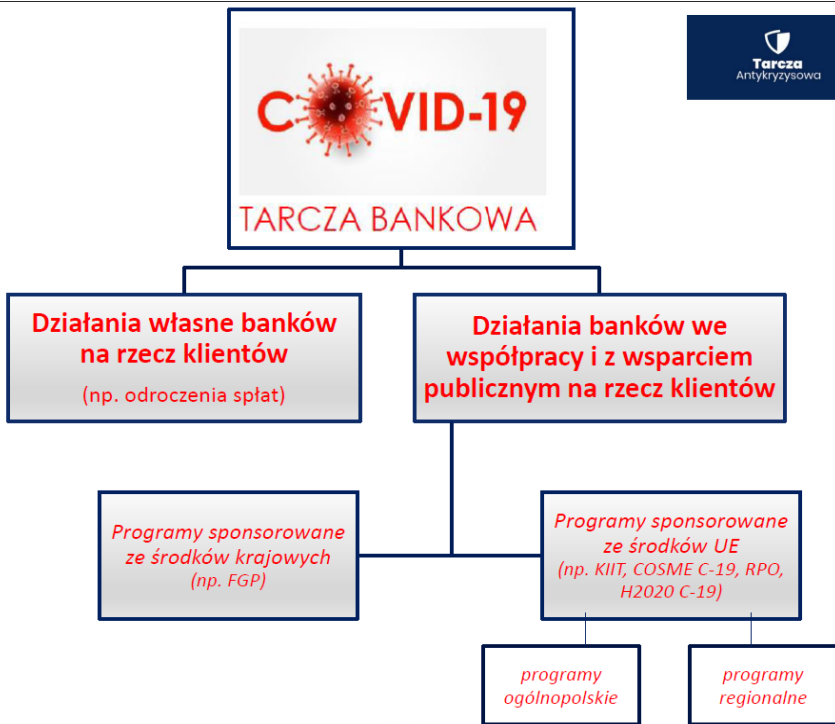 COVID-19
TARCZA BANKOWA
Tarcza
Antykryzysowa
Działania własne banków
na rzecz klientów
(np. odroczenia spłat)
Działania banków we
współpracy i z wsparciem
publicznym na rzecz klientów
Programy sponsorowane
ze środków krajowych
(np. FGP)
Programy sponsorowane
ze środków UE
(np. KIIT, COSME C-19, RPO,
H2020 C-19)
programy
ogólnopolskie
programy
regionalne